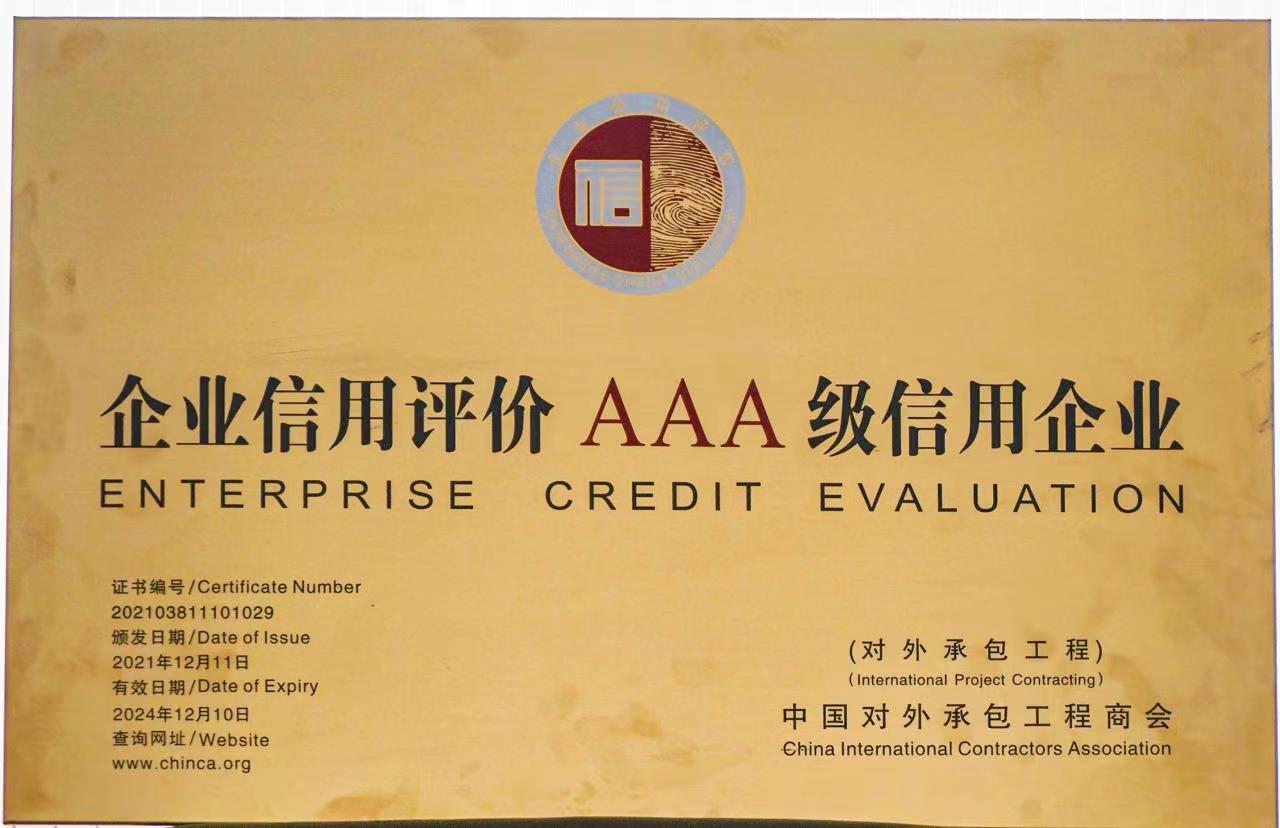 信
企业信用评价 AAA 级信用企业
ENTERPRISE CREDIT EVALUATION
证书编号/Certificate Number
202103811101029
颁发日期/Date of Issue
2021年12月11日
有效日期/Date of Expiry
2024年12月10日
查询网址/Website
www.chinca.org
(对外承包工程)
(International Project Contracting)
中国对外承包工程商会
China International Contractors Association